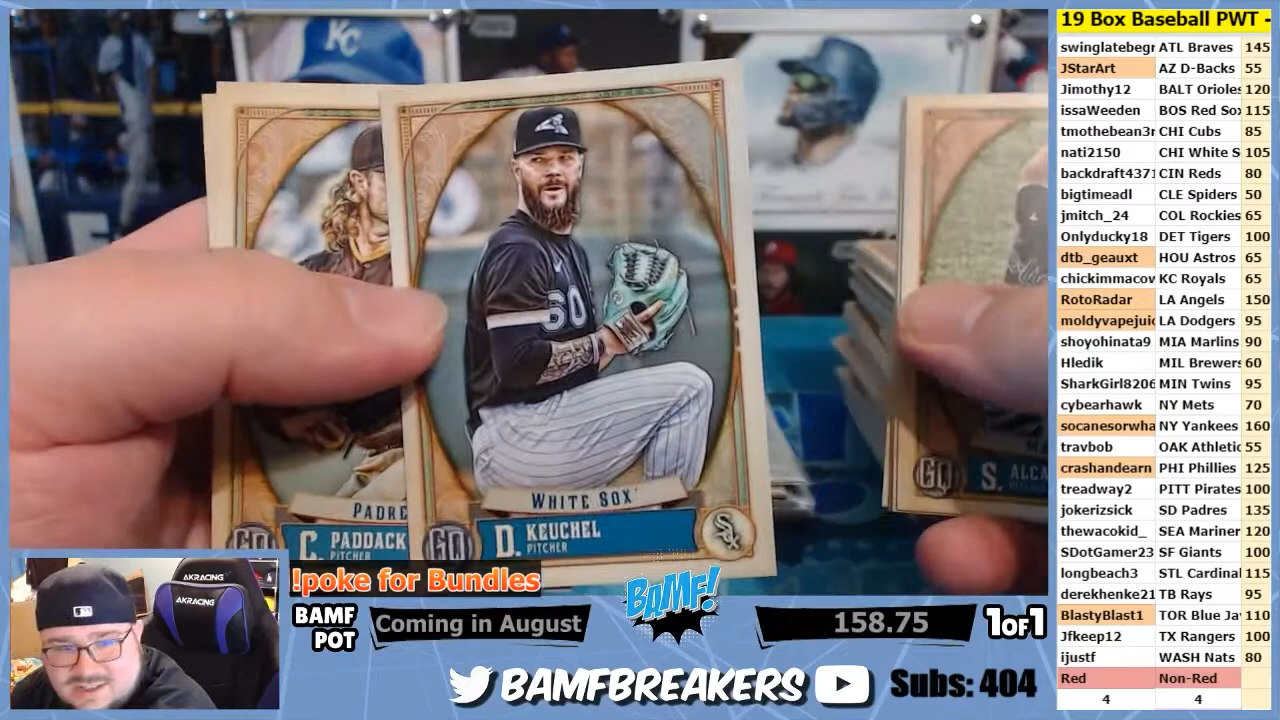 KC
60
WHITE SOX
GQ D. KEUCHEL
PITCHER
Sox
PADRE
GQ C. PADDACK
PITCHER
GQ S. ALCA
AKRACING
AKRACING
!poke for Bundles
BAMF POT
Coming in August
BAMF!
158.75
1OF1
BAMFBREAKERS
Subs: 404
19 Box Baseball PWT -
swinglatebegr ATL Braves 145
JStarArt AZ D-Backs 55
Jimothy12 BALT Orioles 120
issaWeeden BOS Red Sox 115
tmothebean3r CHI Cubs 85
nati2150 CHI White S 105
backdraft4371 CIN Reds 80
bigtimeadl CLE Spiders 50
jmitch_24 COL Rockies 65
Onlyducky18 DET Tigers 100
dtb_geauxt HOU Astros 65
chickimmacov KC Royals 65
RotoRadar LA Angels 150
moldyvapejuic LA Dodgers 95
shoyohinata9 MIA Marlins 90
Hledik MIL Brewers 60
SharkGirl8206 MIN Twins 95
cybearhawk NY Mets 70
socanesorwha NY Yankees 160
travbob OAK Athletic 55
crashandearn PHI Phillies 125
treadway2 PITT Pirates 100
jokerizsick SD Padres 135
thewacokid_ SEA Mariner 120
SDotGamer23 SF Giants 100
longbeach3 STL Cardinal 115
derekhenke21 TB Rays 95
BlastyBlast1 TOR Blue Ja 110
Jfkeep12 TX Rangers 100
ijustf WASH Nats 80
Red Non-Red
4 4